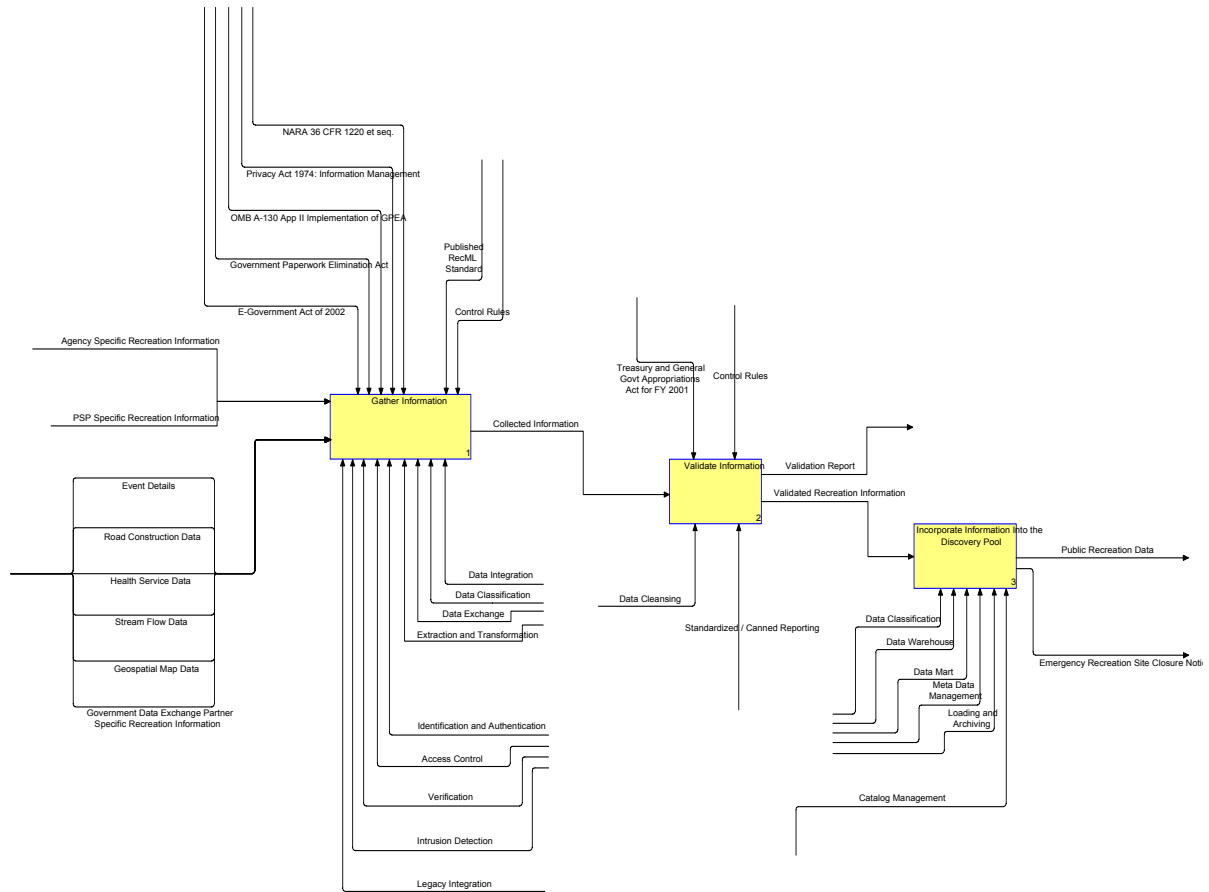 NARA 36 CFR 1220 et seq.
Privacy Act 1974: Information Management
OMB A-130 App II Implementation of GPEA
Government Paperwork Elimination Act
E-Government Act of 2002
Published
RecML
Standard
Control Rules
Agency Specific Recreation Information
PSP Specific Recreation Information
Gather Information
1
Collected Information
Treasury and General
Govt Appropriations
Act for FY 2001
Control Rules
Validate Information
2
Validation Report
Validated Recreation Information
Incorporate Information Into the
Discovery Pool
3
Public Recreation Data
Emergency Recreation Site Closure Noti
Event Details
Road Construction Data
Health Service Data
Stream Flow Data
Geospatial Map Data
Government Data Exchange Partner
Specific Recreation Information
Data Integration
Data Classification
Data Exchange
Extraction and Transformation
Identification and Authentication
Access Control
Verification
Intrusion Detection
Legacy Integration
Data Cleansing
Standardized / Canned Reporting
Data Classification
Data Warehouse
Data Mart
Meta Data
Management
Loading and
Archiving
Catalog Management